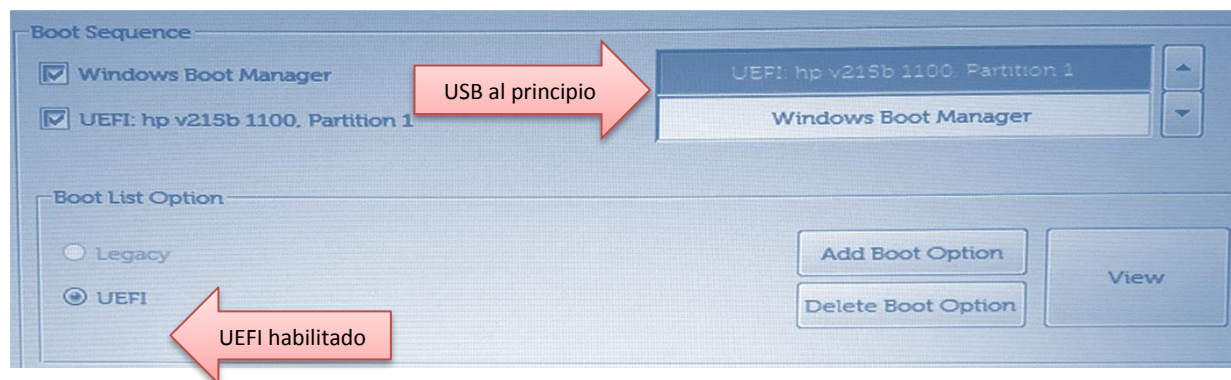 Boot Sequence
Windows Boot Manager
UEFI: hp v215b 1100, Partition 1
USB al principio
UEFI: hp v215b 1100, Partition 1
Windows Boot Manager
Boot List Option
Legacy
UEFI
UEFI habilitado
Add Boot Option
Delete Boot Option
View